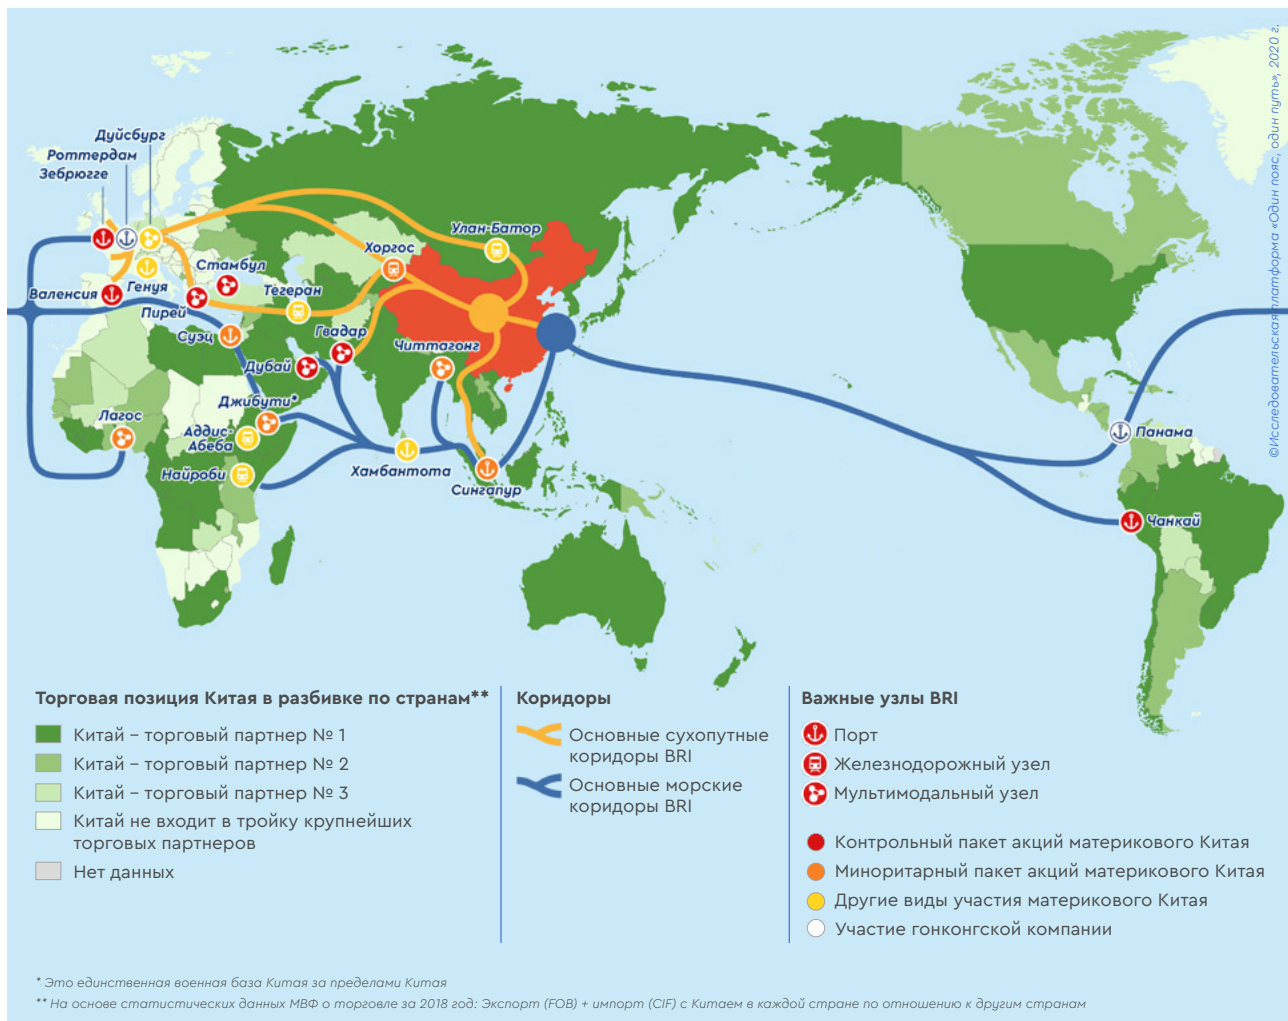 ©Исследовательская платформа «Один пояс, один путь», 2020 г.
Дуйсбург
Роттердам
Зебрюгге
Улан-Батор
Хоргос
Стамбул
Генуя
Тегеран
Валенсия
Пирей
Гвадар
Суэц
Читтагонг
Дубай
Джибути*
Лагос
Аддис-
Абеба
Панама
Найроби
Хамбантота
Сингапур
Чанкай
Торговая позиция Китая в разбивке по странам**
Китай – торговый партнер № 1
Китай – торговый партнер № 2
Китай – торговый партнер № 3
Китай не входит в тройку крупнейших
торговых партнеров
Нет данных
Коридоры
Основные сухопутные
коридоры BRI
Основные морские
коридоры BRI
Важные узлы BRI
Порт
Железнодорожный узел
Мультимодальный узел
Контрольный пакет акций материкового Китая
Миноритарный пакет акций материкового Китая
Другие виды участия материкового Китая
Участие гонконгской компании
* Это единственная военная база Китая за пределами Китая
** На основе статистических данных МВФ о торговле за 2018 год: Экспорт (FOB) + импорт (CIF) с Китаем в каждой стране по отношению к другим странам